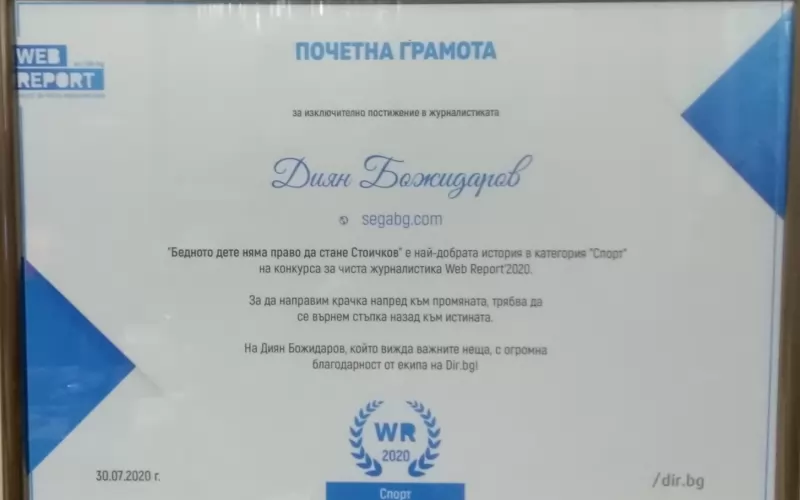 WEB
REPORT
ПОЧЕТНА ГРАМОТА
за изключително постижение в журналистиката
Диян Божидаров
segabg.com
"Бедното дете няма право да стане Стоичков" е най-добрата история в категория "Спорт"
на конкурса за чиста журналистика Web Report'2020.
За да направим крачка напред към промяната, трябва да
се върнем стъпка назад към истината.
На Диян Божидаров, който вижда важните неща, с огромна
благодарност от екипа на Dir.bg!
WR
2020
Спорт
30.07.2020 г.
/dir.bg